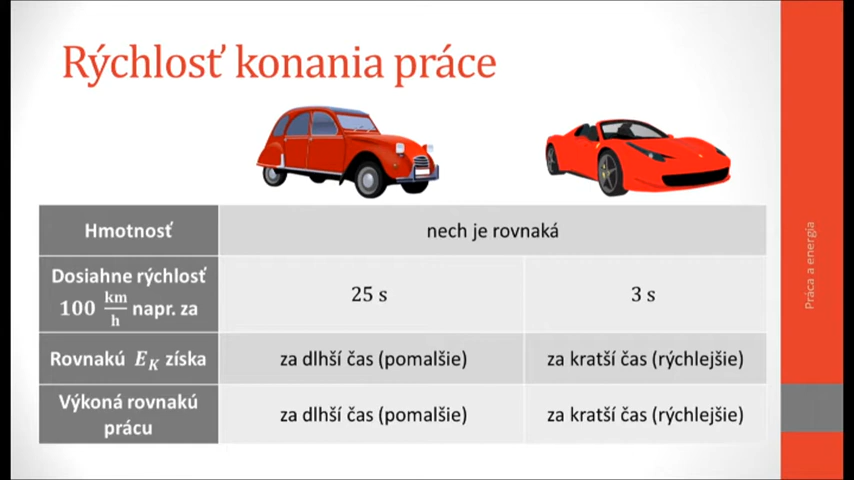 Rýchlosť konania práce
Hmotnosť
nech je rovnaká
Dosiahne rýchlosť
100 km/h napr. za
25 s
3 s
Rovnakú E_K získa
za dlhší čas (pomalšie)
za kratší čas (rýchlejšie)
Výkoná rovnakú
prácu
za dlhší čas (pomalšie)
za kratší čas (rýchlejšie)
Práca a energia